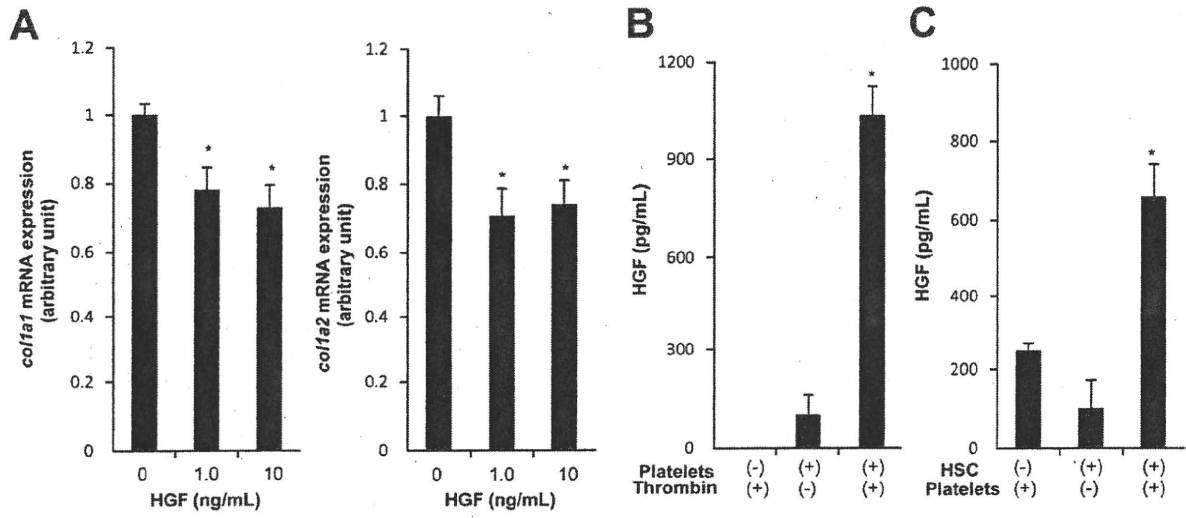 A
1.2
1
0.8
0.6
0.4
0.2
0
col1a1 mRNA expression
(arbitrary unit)
* *
0 1.0 10
HGF (ng/mL)
1.2
1
0.8
0.6
0.4
0.2
0
col1a2 mRNA expression
(arbitrary unit)
* *
0 1.0 10
HGF (ng/mL)
B
1200
900
600
300
0
HGF (pg/mL)
*
Platelets (-) (+) (+)
Thrombin (+) (-) (+)
C
1000
800
600
400
200
0
HGF (pg/mL)
*
HSC (-) (+) (+)
Platelets (+) (-) (+)